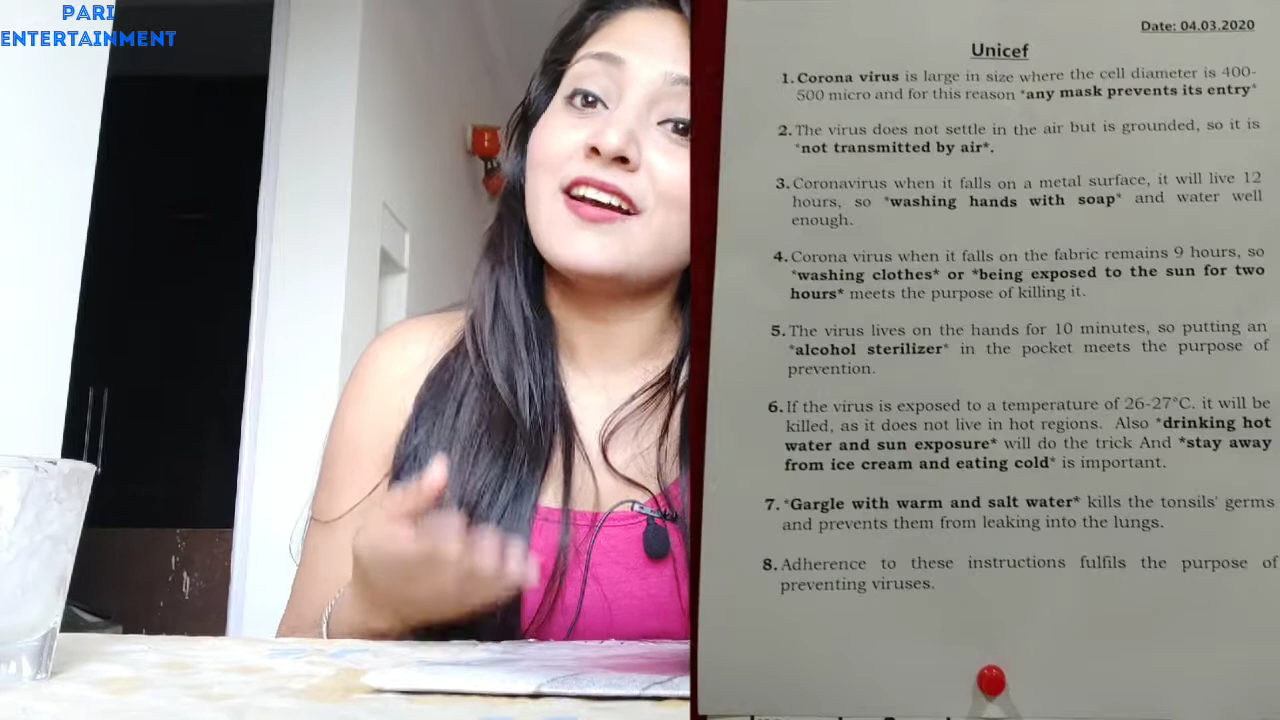 PARI
ENTERTAINMENT
Date: 04.03.2020
Unicef
1. Corona virus is large in size where the cell diameter is 400-
500 micro and for this reason *any mask prevents its entry*
2. The virus does not settle in the air but is grounded, so it is
*not transmitted by air*.
3. Coronavirus when it falls on a metal surface, it will live 12
hours, so *washing hands with soap* and water well
enough.
4. Corona virus when it falls on the fabric remains 9 hours, so
*washing clothes* or *being exposed to the sun for two
hours* meets the purpose of killing it.
5. The virus lives on the hands for 10 minutes, so putting an
*alcohol sterilizer* in the pocket meets the purpose of
prevention.
6. If the virus is exposed to a temperature of 26-27°C. it will be
killed, as it does not live in hot regions. Also *drinking hot
water and sun exposure* will do the trick And *stay away
from ice cream and eating cold* is important.
7. *Gargle with warm and salt water* kills the tonsils' germs
and prevents them from leaking into the lungs.
8. Adherence to these instructions fulfils the purpose of
preventing viruses.